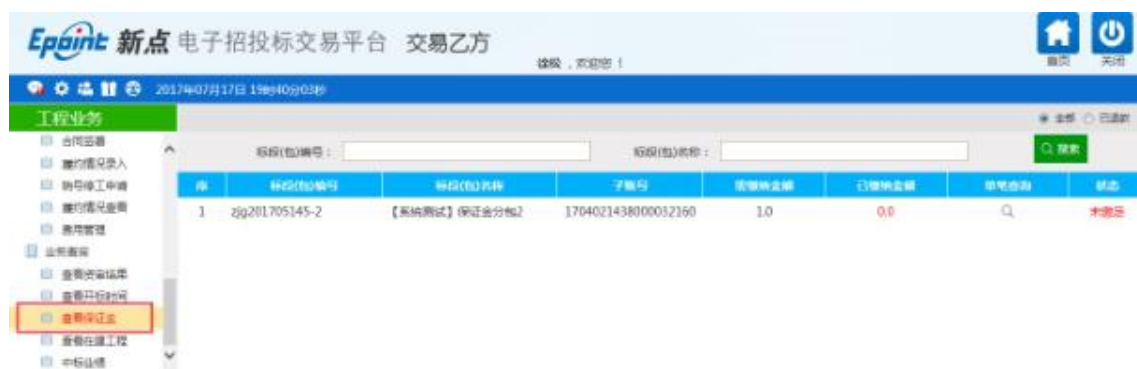 Epoint 新点 电子招投标交易平台 交易乙方
徐毅，欢迎您！
首页 关闭
2017年07月17日 19时40分03秒
工程业务
全部 已退款
合同签署
履约情况录入
标段(包)编号： 标段(包)名称： 搜索
履约情况查看
费用管理
业务查询
查看资审结果
查看开标时间
查看保证金
查看在建工程
中标业绩
序 标段(包)编号 标段(包)名称 子账号 需缴纳金额 已缴纳金额 单笔查询 状态
1 zjg201705145-2 【系统测试】保证金分包2 1704021438000032160 1.0 0.0 未缴足